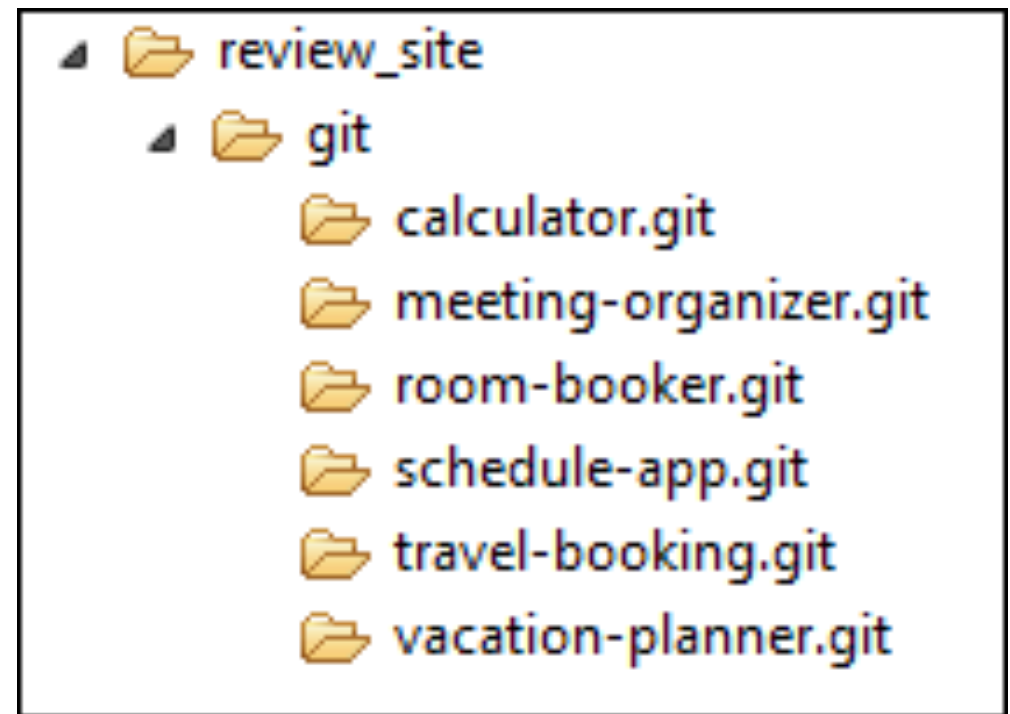 review_site
git
calculator.git
meeting-organizer.git
room-booker.git
schedule-app.git
travel-booking.git
vacation-planner.git